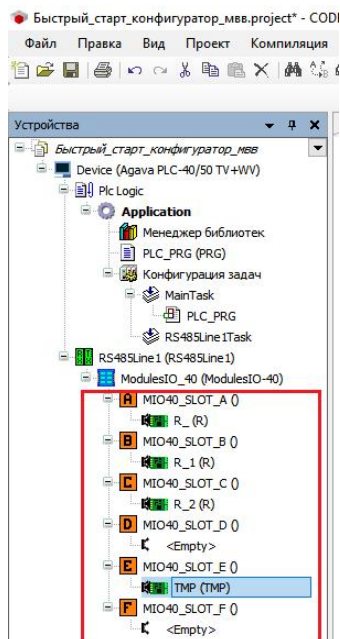 Быстрый_старт_конфигуратор_мвв.project* - COD
Файл Правка Вид Проект Компиляция
Устройства
Быстрый_старт_конфигуратор_мвв
Device (Agava PLC-40/50 TV+WV)
Plc Logic
Application
Менеджер библиотек
PLC_PRG (PRG)
Конфигурация задач
MainTask
PLC_PRG
RS485Line1Task
RS485Line1 (RS485Line1)
ModulesIO_40 (ModulesIO-40)
A MIO40_SLOT_A ()
R_ (R)
B MIO40_SLOT_B ()
R_1 (R)
C MIO40_SLOT_C ()
R_2 (R)
D MIO40_SLOT_D ()
<Empty>
E MIO40_SLOT_E ()
TMP (TMP)
F MIO40_SLOT_F ()
<Empty>